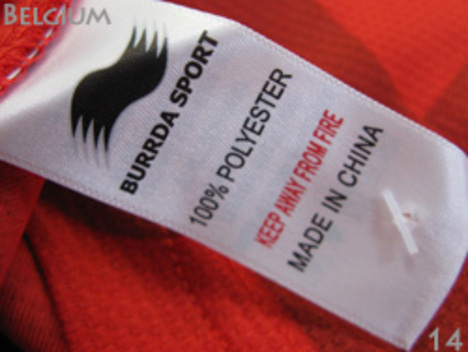 BELGIUM
BURRDA SPORT
100% POLYESTER
KEEP AWAY FROM FIRE
MADE IN CHINA
14